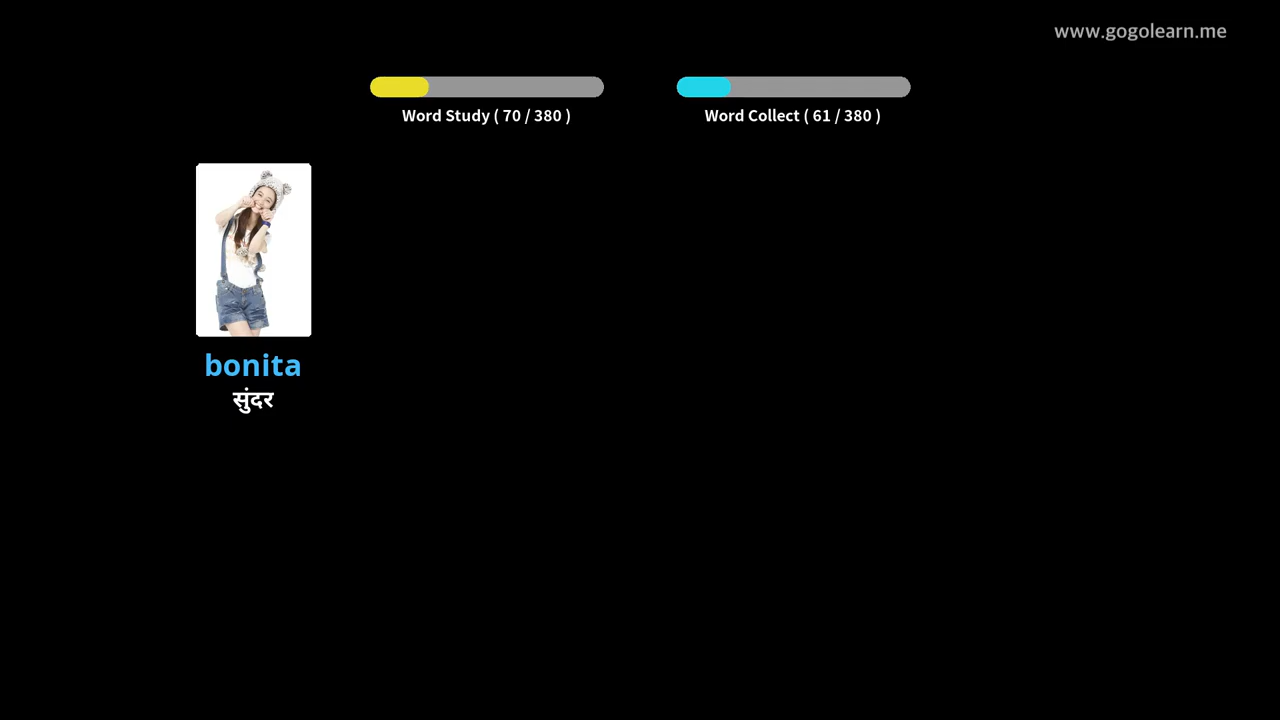 www.gogolearn.me
Word Study ( 70 / 380 )
Word Collect ( 61 / 380 )
bonita
सुंदर